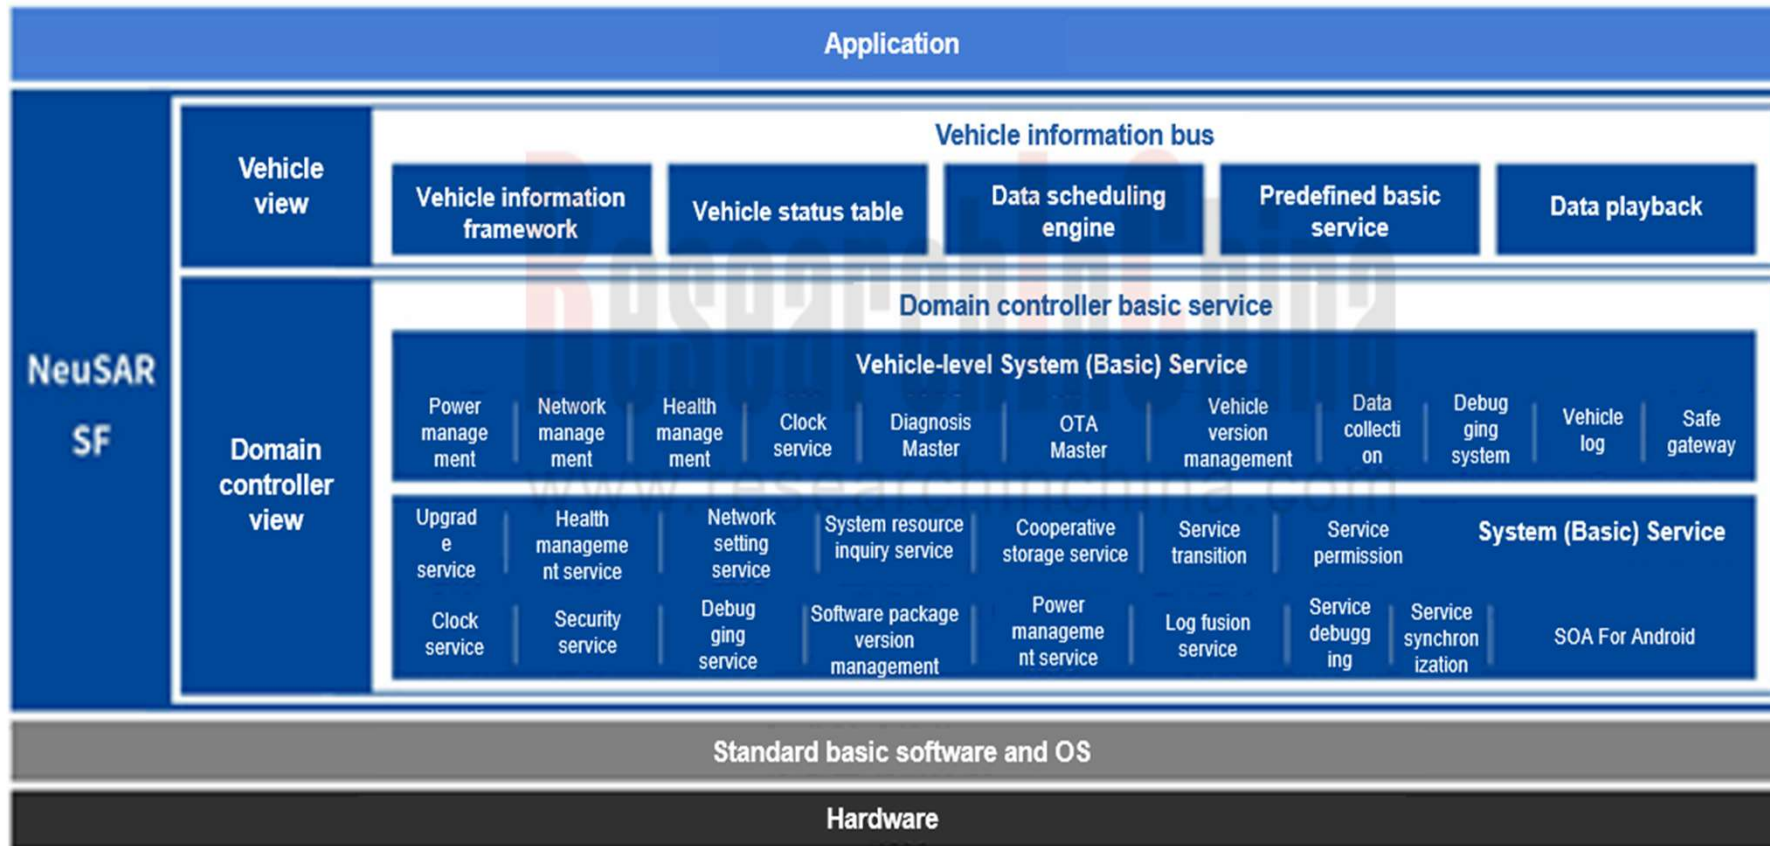 Application
NeuSAR
SF
Vehicle
view
Vehicle information bus
Vehicle information
framework
Vehicle status table
Data scheduling
engine
Predefined basic
service
Data playback
Domain
controller
view
Domain controller basic service
Vehicle-level System (Basic) Service
Power
manage
ment
Network
manage
ment
Health
manage
ment
Clock
service
Diagnosis
Master
OTA
Master
Vehicle
version
management
Data
collecti
on
Debug
ging
system
Vehicle
log
Safe
gateway
System (Basic) Service
Upgrad
e
service
Health
manageme
nt service
Network
setting
service
System resource
inquiry service
Cooperative
storage service
Service
transition
Service
permission
Clock
service
Security
service
Debug
ging
service
Software package
version
management
Power
manageme
nt service
Log fusion
service
Service
debugg
ing
Service
synchron
ization
SOA For Android
Standard basic software and OS
Hardware
ResearchInChina
www.researchinchina.com